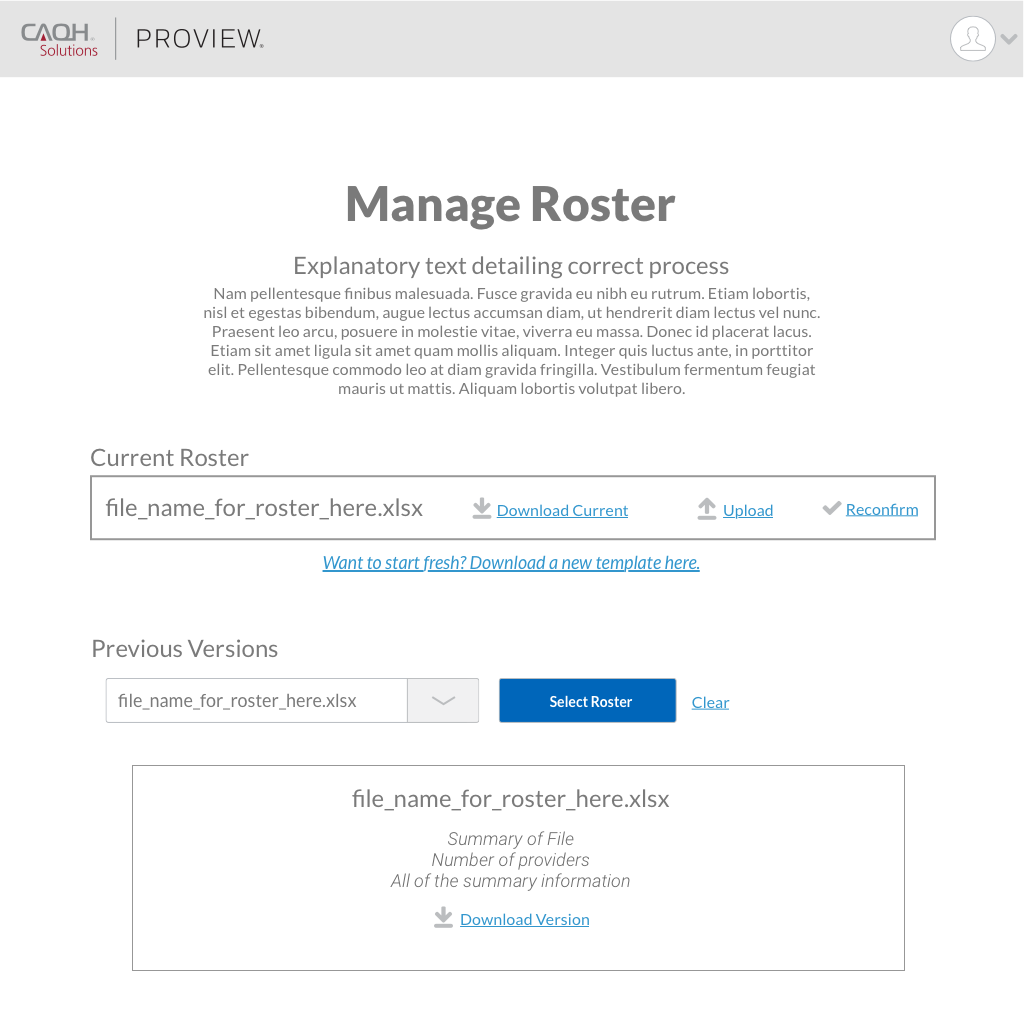 CAQH
Solutions
PROVIEW.
Manage Roster
Explanatory text detailing correct process
Nam pellentesque finibus malesuada. Fusce gravida eu nibh eu rutrum. Etiam lobortis,
nisl et egestas bibendum, augue lectus accumsan diam, ut hendrerit diam lectus vel nunc.
Praesent leo arcu, posuere in molestie vitae, viverra eu massa. Donec id placerat lacus.
Etiam sit amet ligula sit amet quam mollis aliquam. Integer quis luctus ante, in porttitor
elit. Pellentesque commodo leo at diam gravida fringilla. Vestibulum fermentum feugiat
mauris ut mattis. Aliquam lobortis volutpat libero.
Current Roster
file_name_for_roster_here.xlsx Download Current Upload Reconfirm
Want to start fresh? Download a new template here.
Previous Versions
file_name_for_roster_here.xlsx Select Roster Clear
file_name_for_roster_here.xlsx
Summary of File
Number of providers
All of the summary information
Download Version